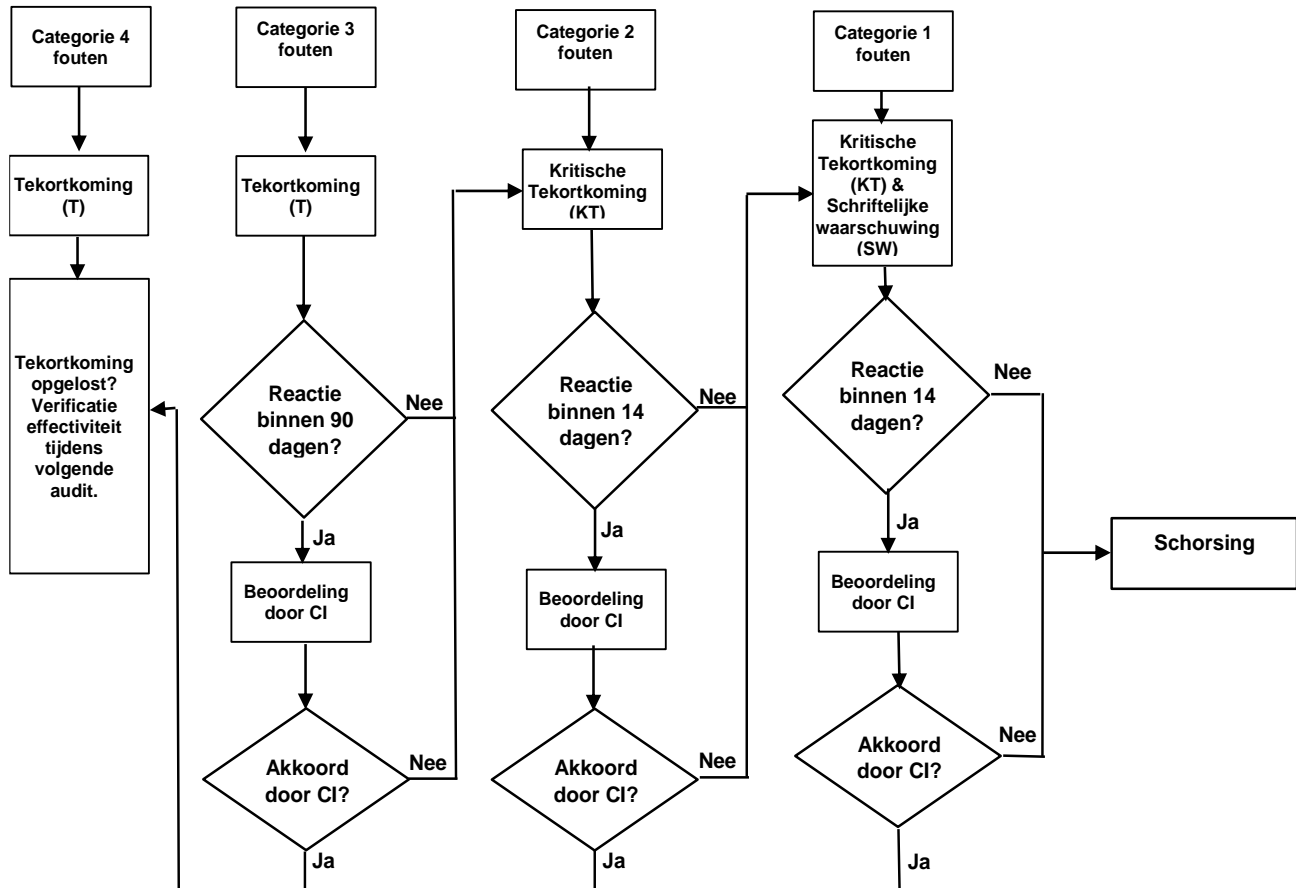 Categorie 4
fouten
Tekortkoming
(T)
Tekortkoming
opgelost?
Verificatie
effectiviteit
tijdens
volgende
audit.
Categorie 3
fouten
Tekortkoming
(T)
Reactie
binnen 90
dagen?
Nee
Ja
Beoordeling
door CI
Akkoord
door CI?
Nee
Ja
Categorie 2
fouten
Kritische
Tekortkoming
(KT)
Reactie
binnen 14
dagen?
Nee
Ja
Beoordeling
door CI
Akkoord
door CI?
Nee
Ja
Categorie 1
fouten
Kritische
Tekortkoming
(KT) &
Schriftelijke
waarschuwing
(SW)
Reactie
binnen 14
dagen?
Nee
Ja
Beoordeling
door CI
Akkoord
door CI?
Nee
Ja
Schorsing